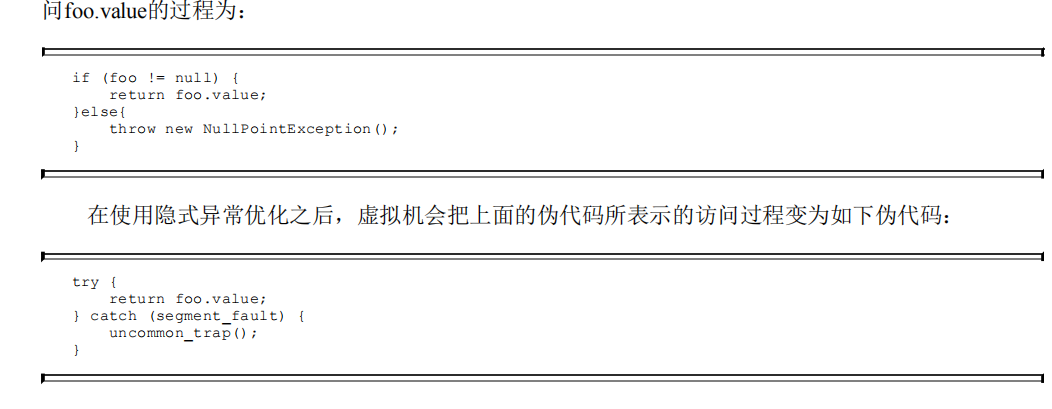 问foo.value的过程为：
if (foo != null) {
    return foo.value;
}else{
    throw new NullPointException();
}
在使用隐式异常优化之后，虚拟机会把上面的伪代码所表示的访问过程变为如下伪代码：
try {
    return foo.value;
} catch (segment_fault) {
    uncommon_trap();
}